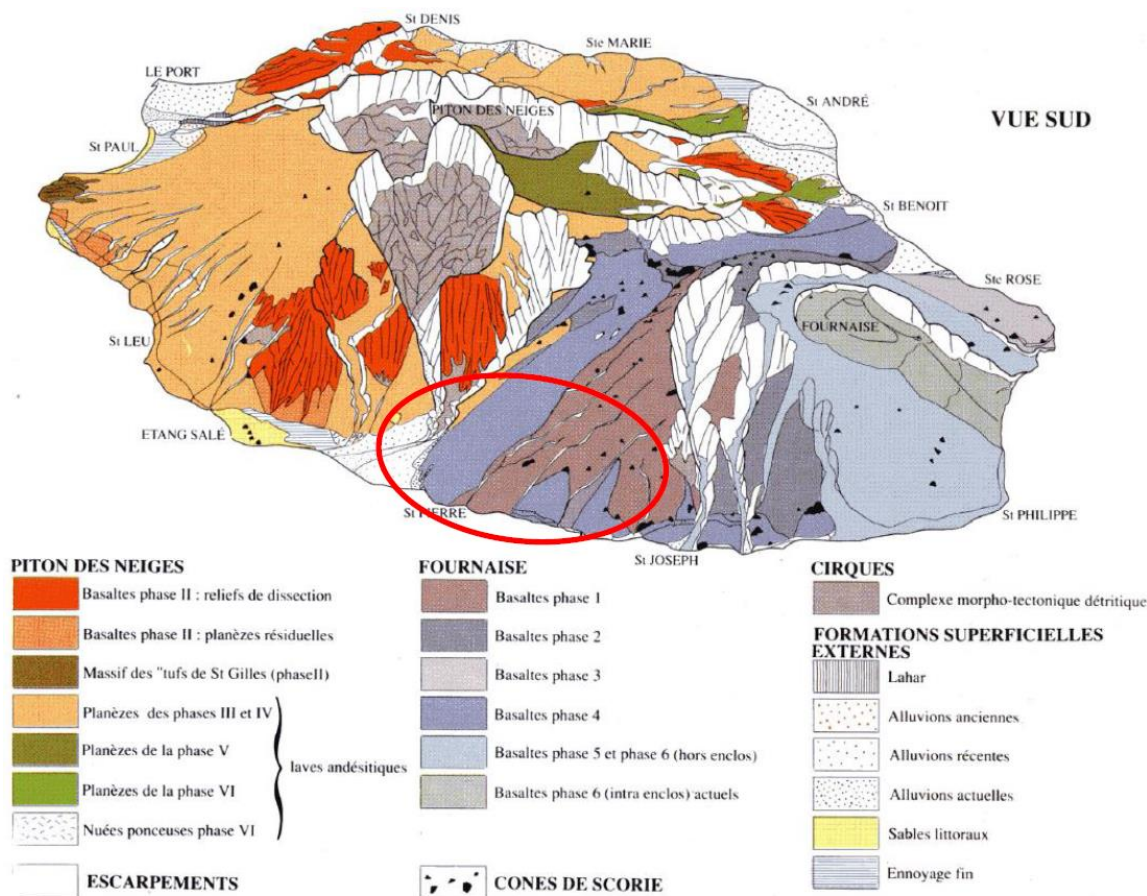 St DENIS
Ste MARIE
LE PORT
PITON DES NEIGES
St ANDRÉ
VUE SUD
St PAUL
St BENOIT
Ste ROSE
FOURNAISE
St LEU
ETANG SALÉ
St PIERRE
St PHILIPPE
St JOSEPH
PITON DES NEIGES
Basaltes phase II : reliefs de dissection
Basaltes phase II : planèzes résiduelles
Massif des "tufs de St Gilles (phaseII)
Planèzes des phases III et IV
Planèzes de la phase V
Planèzes de la phase VI
Nuées ponceuses phase VI
laves andésitiques
ESCARPEMENTS
FOURNAISE
Basaltes phase 1
Basaltes phase 2
Basaltes phase 3
Basaltes phase 4
Basaltes phase 5 et phase 6 (hors enclos)
Basaltes phase 6 (intra enclos) actuels
CONES DE SCORIE
CIRQUES
Complexe morpho-tectonique détritique
FORMATIONS SUPERFICIELLES
EXTERNES
Lahar
Alluvions anciennes
Alluvions récentes
Alluvions actuelles
Sables littoraux
Ennoyage fin